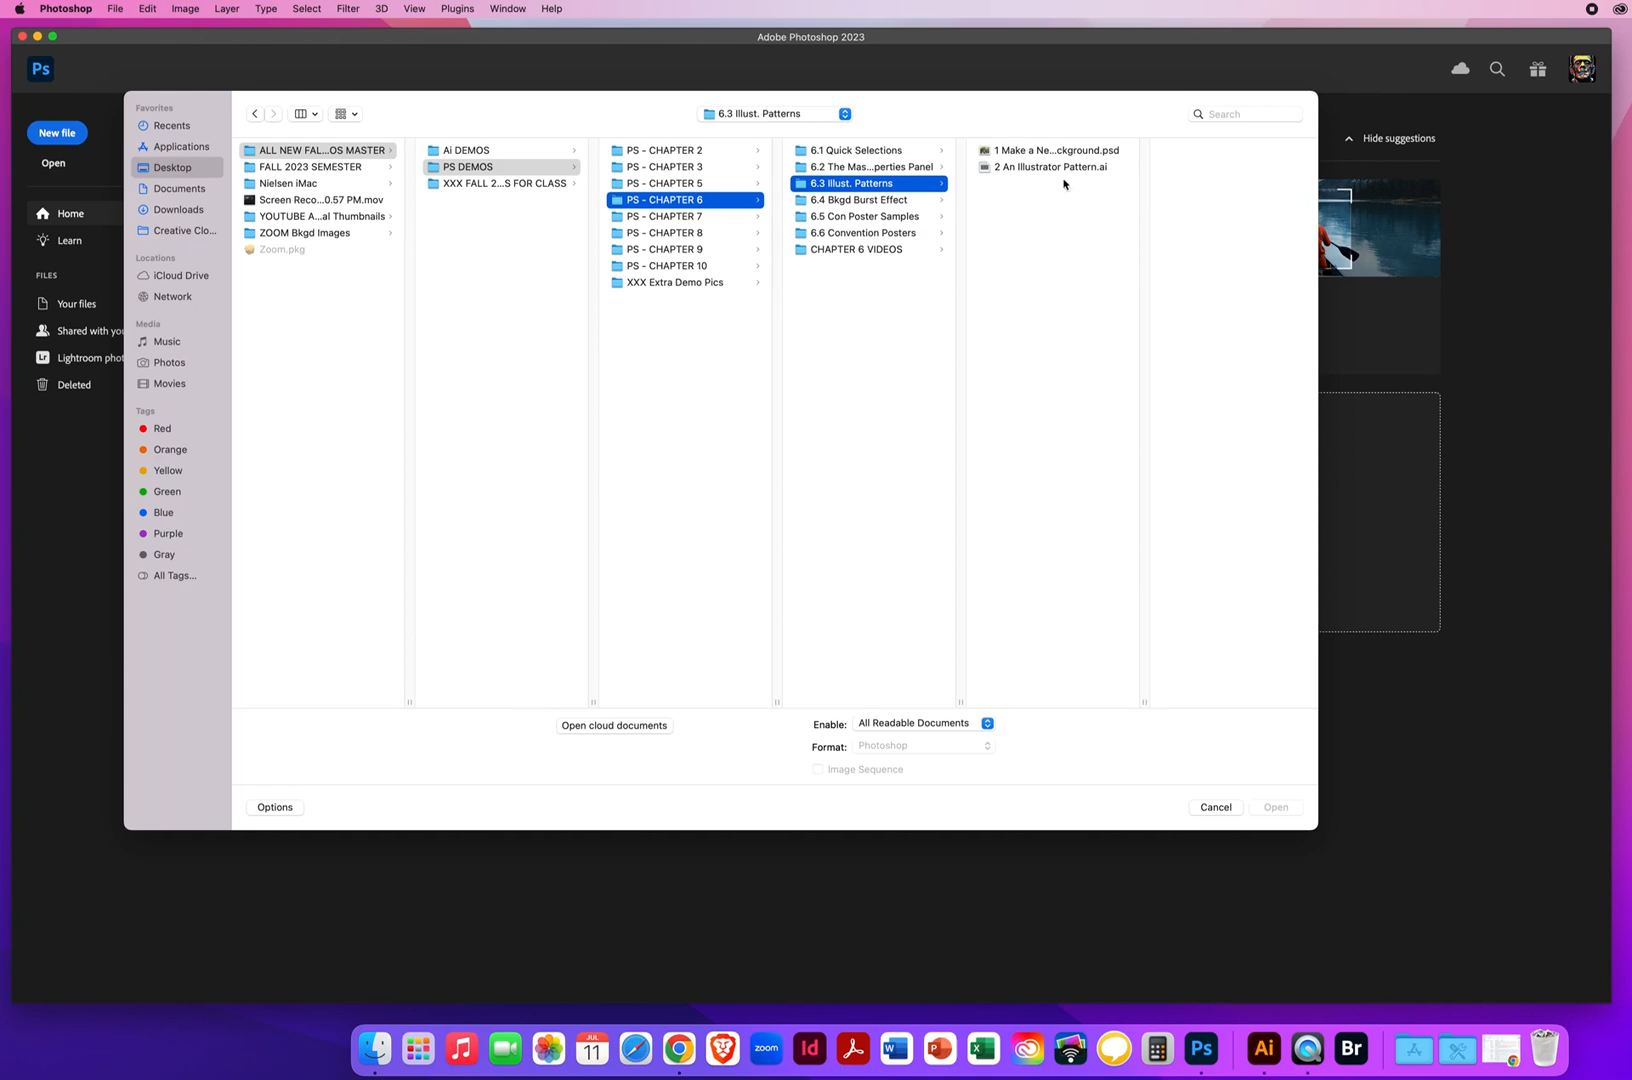 Photoshop File Edit Image Layer Type Select Filter 3D View Plugins Window Help
Adobe Photoshop 2023
Ps
New file
Open
Home
Learn
FILES
Your files
Shared with you
Lr Lightroom phot
Deleted
Hide suggestions
Favorites
Recents
Applications
Desktop
Documents
Downloads
Creative Clo...
Locations
iCloud Drive
Network
Media
Music
Photos
Movies
Tags
Red
Orange
Yellow
Green
Blue
Purple
Gray
All Tags...
6.3 Illust. Patterns
Search
ALL NEW FAL...OS MASTER
FALL 2023 SEMESTER
Nielsen iMac
Screen Reco...0.57 PM.mov
YOUTUBE A...al Thumbnails
ZOOM Bkgd Images
Zoom.pkg
Ai DEMOS
PS DEMOS
XXX FALL 2...S FOR CLASS
PS - CHAPTER 2
PS - CHAPTER 3
PS - CHAPTER 5
PS - CHAPTER 6
PS - CHAPTER 7
PS - CHAPTER 8
PS - CHAPTER 9
PS - CHAPTER 10
XXX Extra Demo Pics
6.1 Quick Selections
6.2 The Mas...perties Panel
6.3 Illust. Patterns
6.4 Bkgd Burst Effect
6.5 Con Poster Samples
6.6 Convention Posters
CHAPTER 6 VIDEOS
1 Make a Ne...ckground.psd
2 An Illustrator Pattern.ai
Open cloud documents
Enable: All Readable Documents
Format: Photoshop
Image Sequence
Options
Cancel
Open
JUL
11
zoom
Id
W
P
X
Ps
Ai
Br